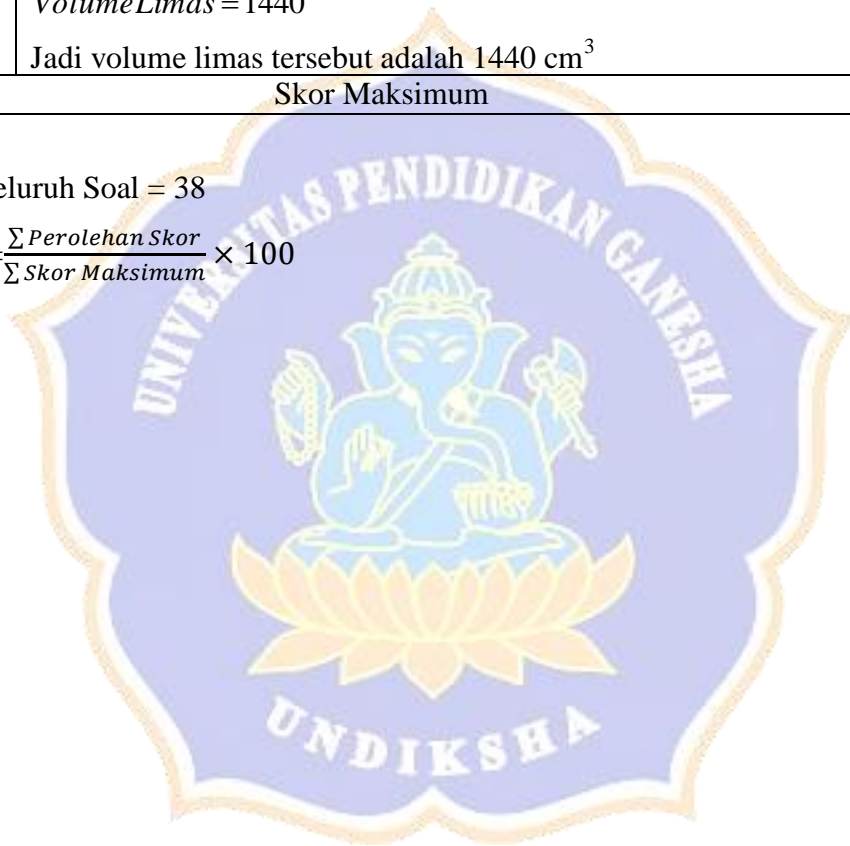 VolumeLimas = 1440
Jadi volume limas tersebut adalah 1440 cm³
Skor Maksimum
eluruh Soal = 38
= ∑ Perolehan Skor / ∑ Skor Maksimum × 100
UNIVERSITAS PENDIDIKAN GANESHA
UNDIKSHA